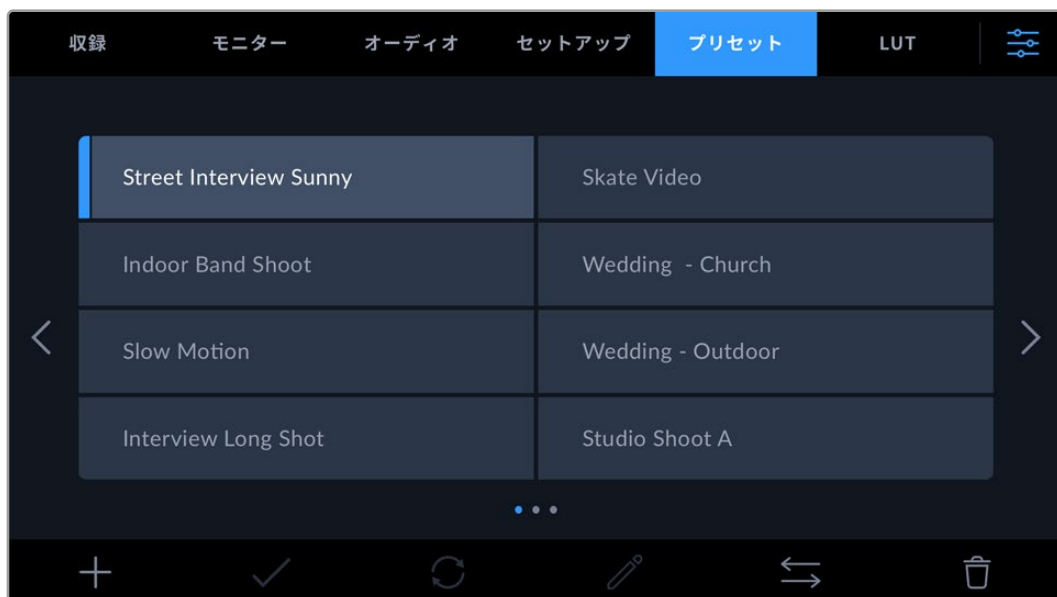 収録 モニター オーディオ セットアップ プリセット LUT
Street Interview Sunny Skate Video
Indoor Band Shoot Wedding - Church
Slow Motion Wedding - Outdoor
Interview Long Shot Studio Shoot A